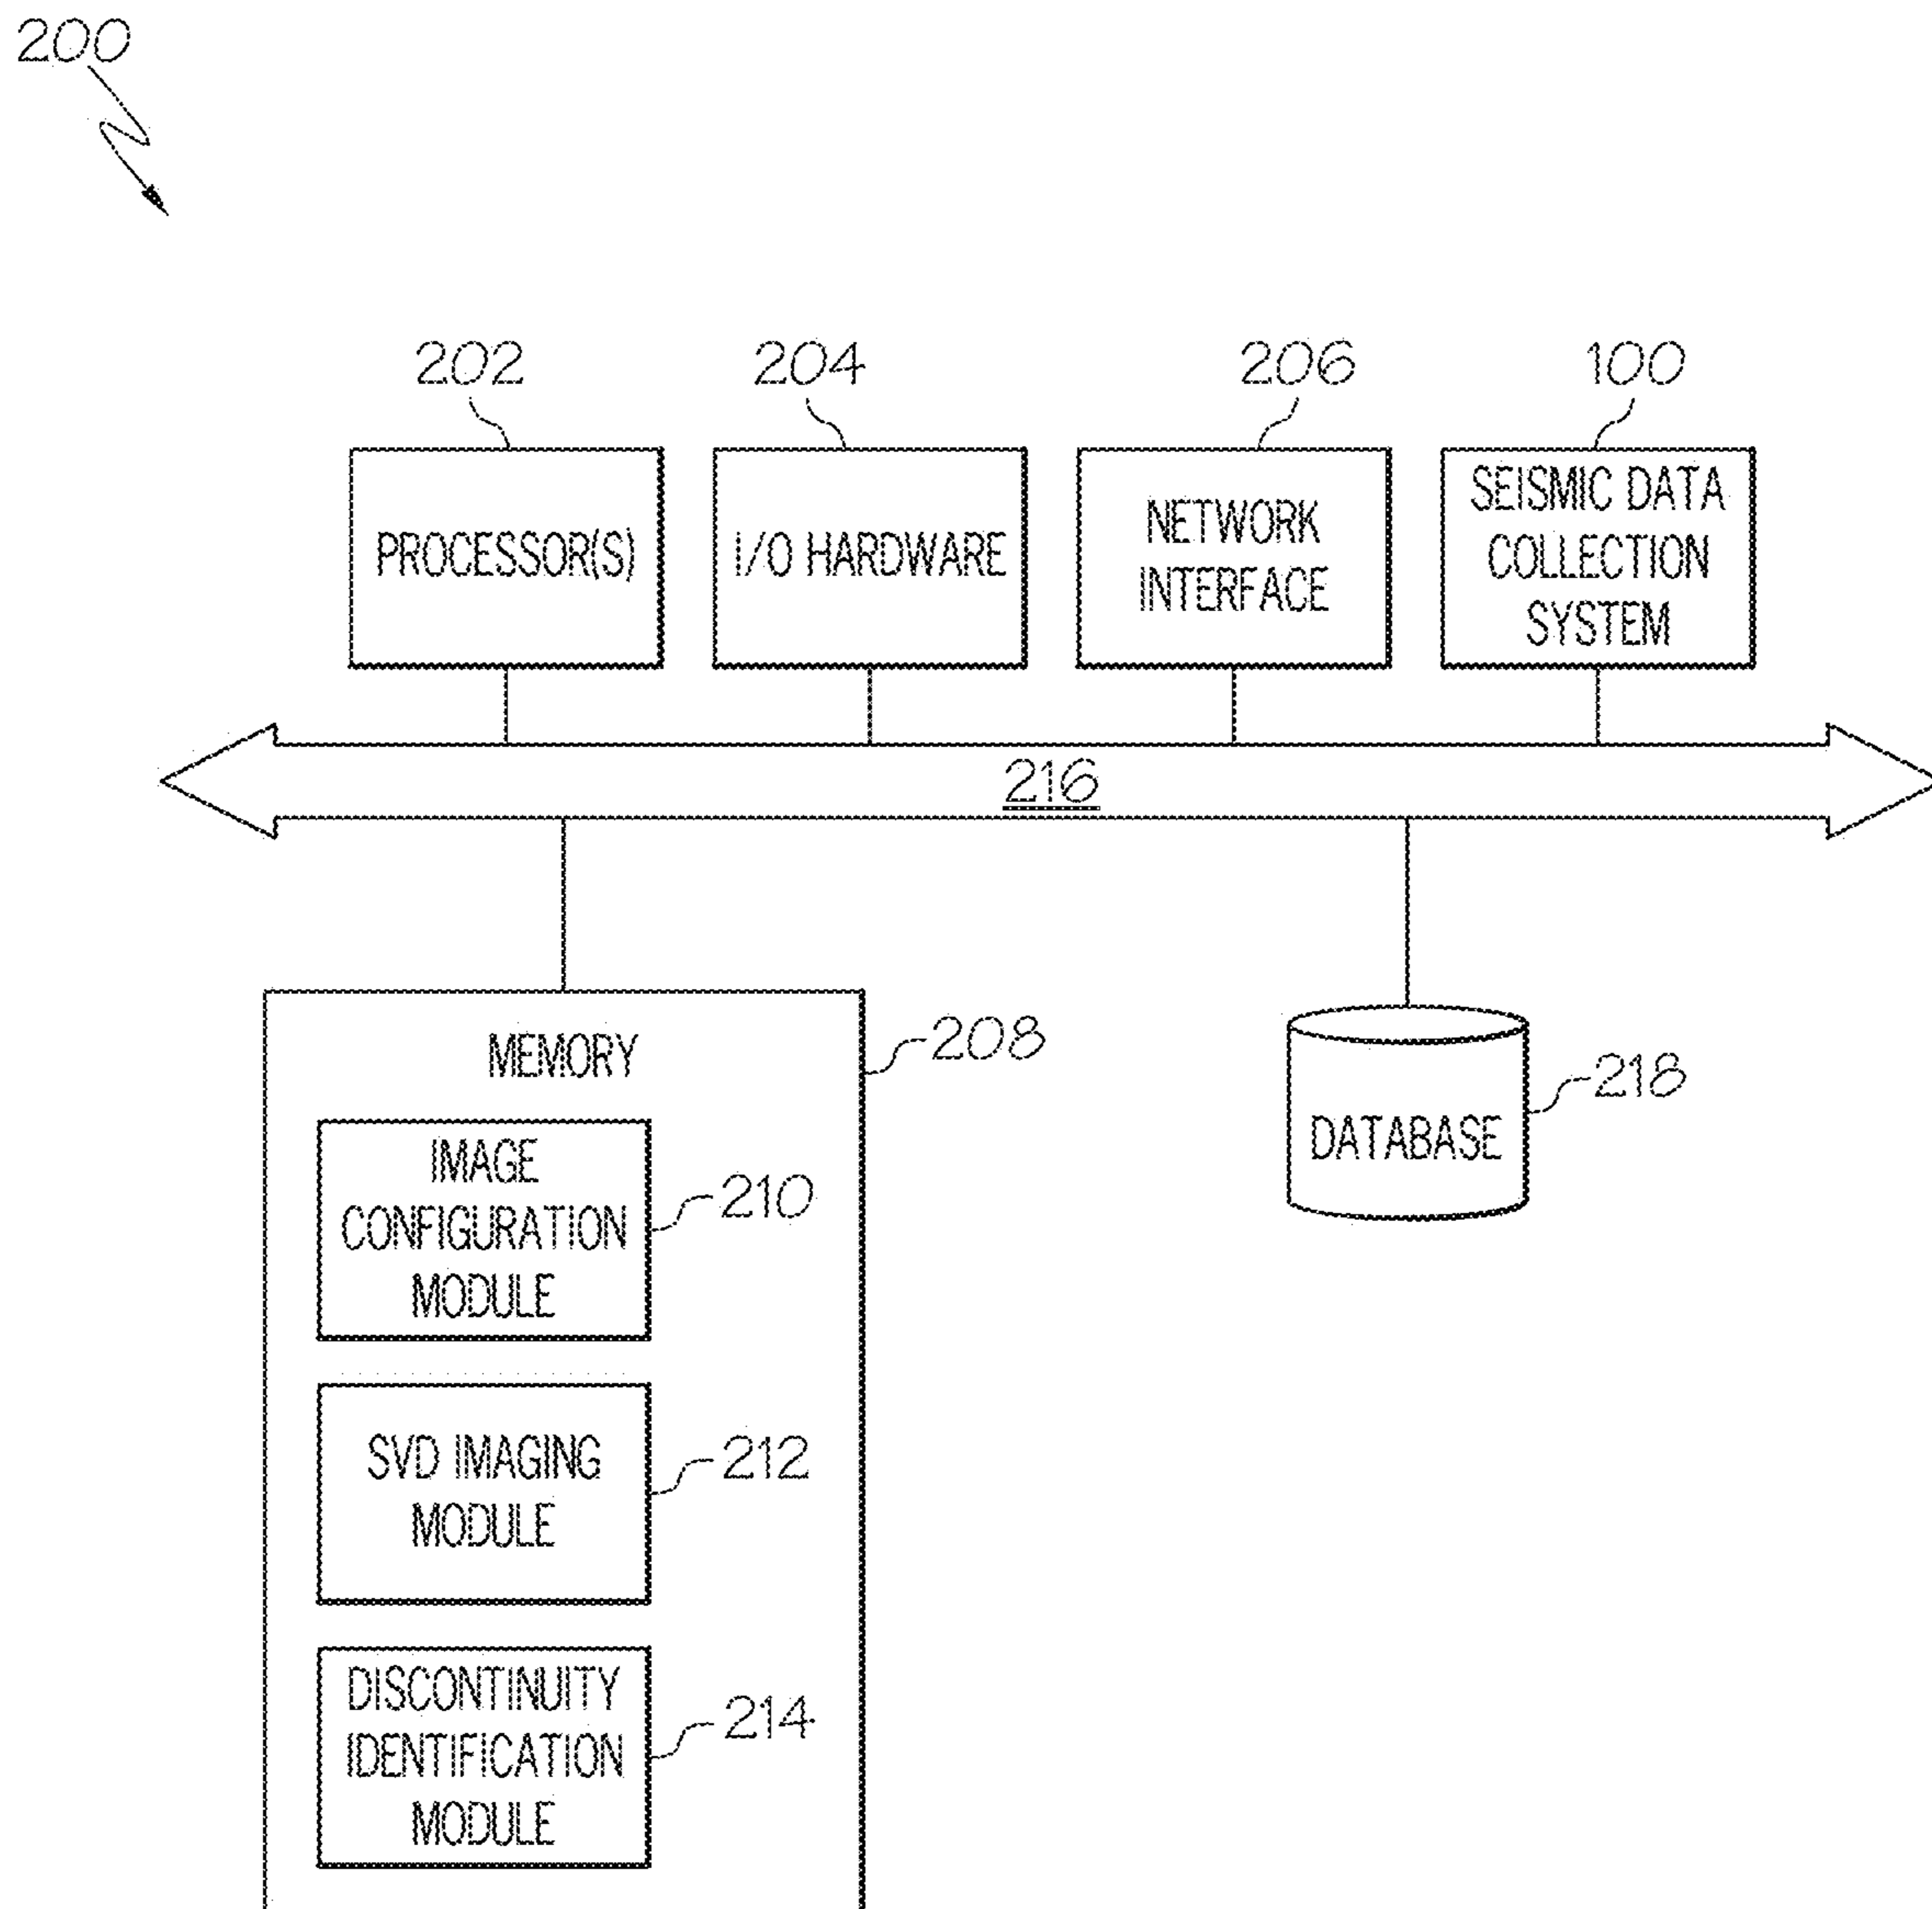 200
202
204
206
100
PROCESSOR(S)
I/O HARDWARE
NETWORK
INTERFACE
SEISMIC DATA
COLLECTION
SYSTEM
216
MEMORY
208
IMAGE
CONFIGURATION
MODULE
210
SVD IMAGING
MODULE
212
DISCONTINUITY
IDENTIFICATION
MODULE
214
DATABASE
218